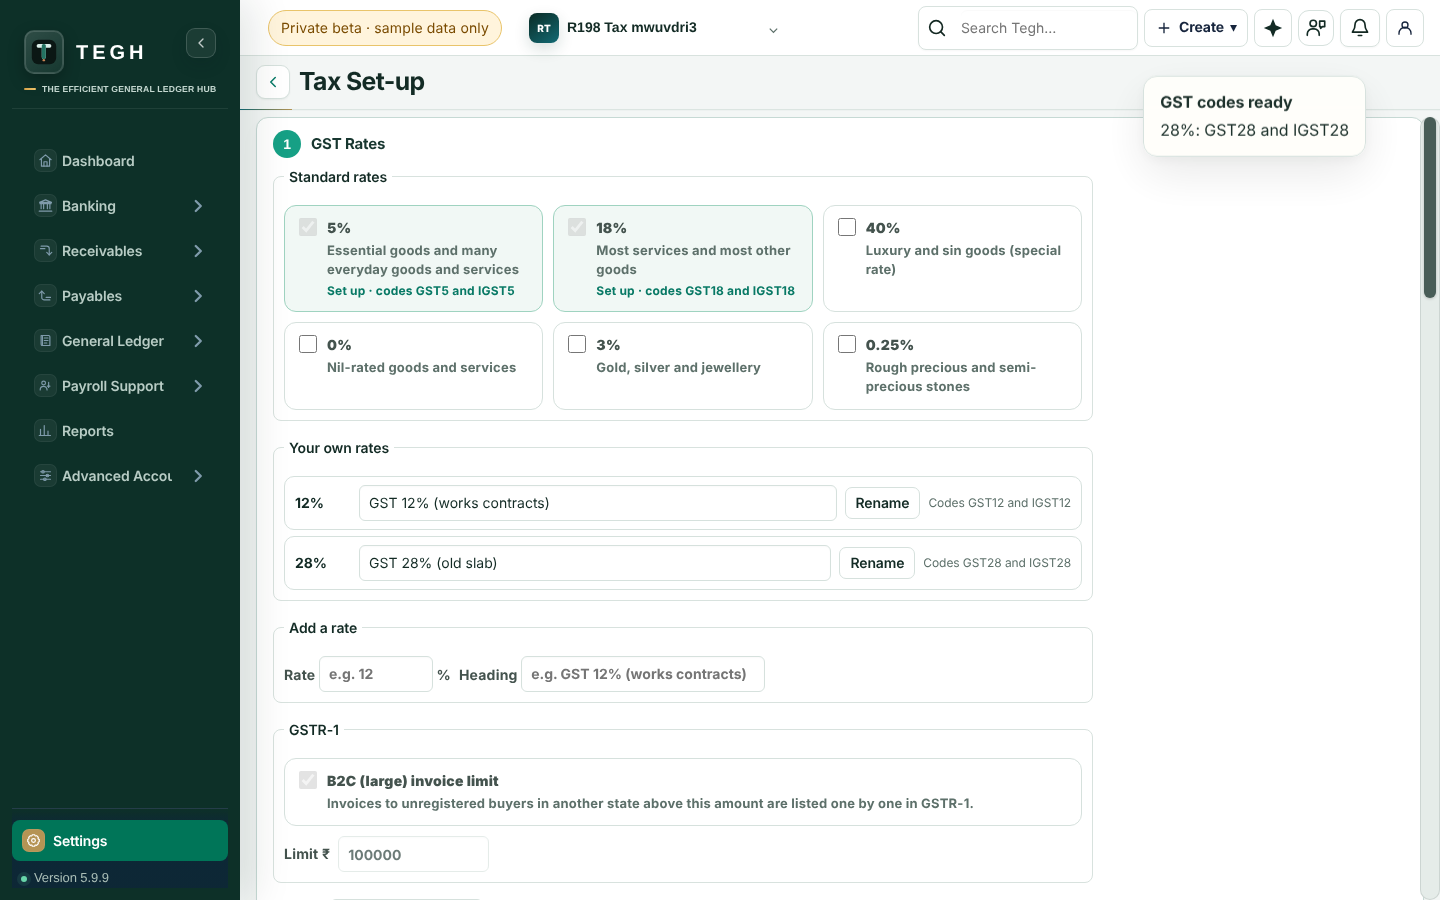 TEGH
THE EFFICIENT GENERAL LEDGER HUB
Dashboard
Banking
Receivables
Payables
General Ledger
Payroll Support
Reports
Advanced Accou
Settings
Version 5.9.9
Private beta · sample data only
RT
R198 Tax mwuvdri3
Search Tegh...
+ Create ▾
Tax Set-up
GST codes ready
28%: GST28 and IGST28
1 GST Rates
Standard rates
5%
Essential goods and many
everyday goods and services
Set up · codes GST5 and IGST5
18%
Most services and most other
goods
Set up · codes GST18 and IGST18
40%
Luxury and sin goods (special
rate)
0%
Nil-rated goods and services
3%
Gold, silver and jewellery
0.25%
Rough precious and semi-
precious stones
Your own rates
12% GST 12% (works contracts) Rename Codes GST12 and IGST12
28% GST 28% (old slab) Rename Codes GST28 and IGST28
Add a rate
Rate e.g. 12 % Heading e.g. GST 12% (works contracts)
GSTR-1
B2C (large) invoice limit
Invoices to unregistered buyers in another state above this amount are listed one by one in GSTR-1.
Limit ₹ 100000